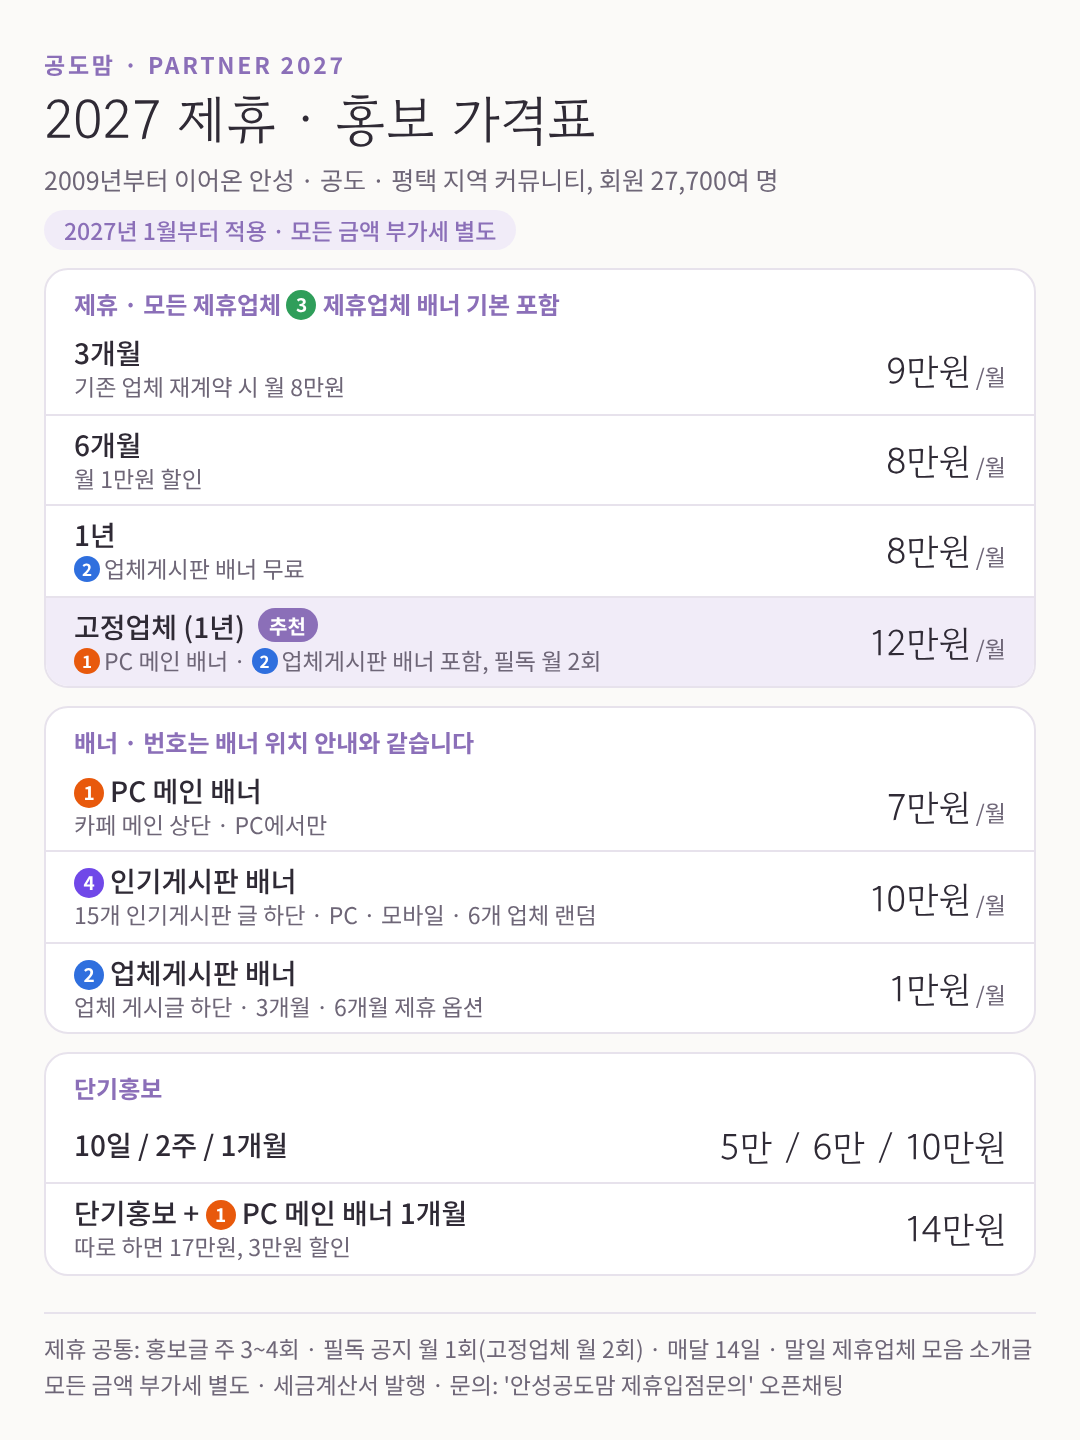 공도맘 · PARTNER 2027
2027 제휴 · 홍보 가격표
2009년부터 이어온 안성 · 공도 · 평택 지역 커뮤니티, 회원 27,700여 명
2027년 1월부터 적용 · 모든 금액 부가세 별도
제휴 · 모든 제휴업체 3 제휴업체 배너 기본 포함
3개월
기존 업체 재계약 시 월 8만원
9만원 /월
6개월
월 1만원 할인
8만원 /월
1년
2 업체게시판 배너 무료
8만원 /월
고정업체 (1년) 추천
1 PC 메인 배너 · 2 업체게시판 배너 포함, 필독 월 2회
12만원 /월
배너 · 번호는 배너 위치 안내와 같습니다
1 PC 메인 배너
카페 메인 상단 · PC에서만
7만원 /월
4 인기게시판 배너
15개 인기게시판 글 하단 · PC · 모바일 · 6개 업체 랜덤
10만원 /월
2 업체게시판 배너
업체 게시글 하단 · 3개월 · 6개월 제휴 옵션
1만원 /월
단기홍보
10일 / 2주 / 1개월
5만 / 6만 / 10만원
단기홍보 + 1 PC 메인 배너 1개월
따로 하면 17만원, 3만원 할인
14만원
제휴 공통: 홍보글 주 3~4회 · 필독 공지 월 1회(고정업체 월 2회) · 매달 14일 · 말일 제휴업체 모음 소개글
모든 금액 부가세 별도 · 세금계산서 발행 · 문의: '안성공도맘 제휴입점문의' 오픈채팅